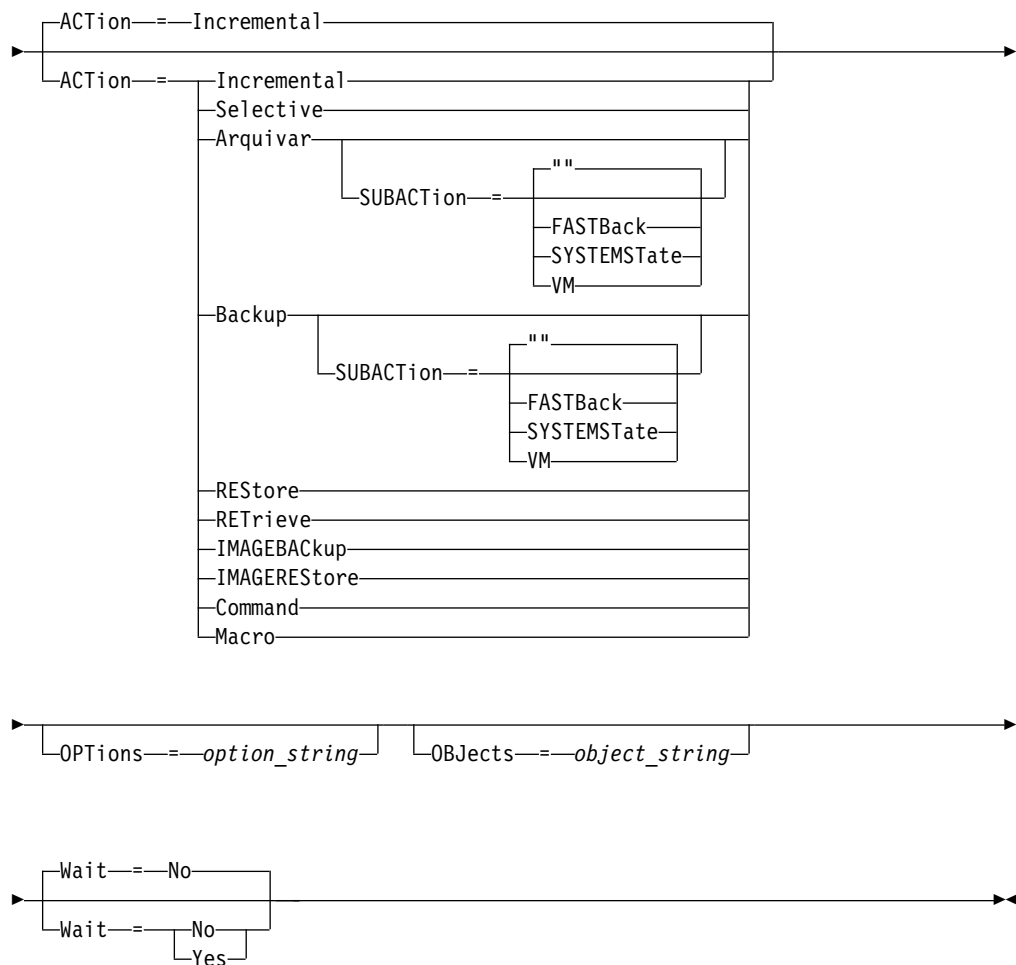 ACTion = Incremental
ACTion = Incremental
Selective
Arquivar
""
SUBACTion =
FASTBack
SYSTEMSTate
VM
Backup
""
SUBACTion =
FASTBack
SYSTEMSTate
VM
REStore
RETrieve
IMAGEBACkup
IMAGEREStore
Command
Macro
OPTions = option_string OBJects = object_string
Wait = No
Wait = No
Yes